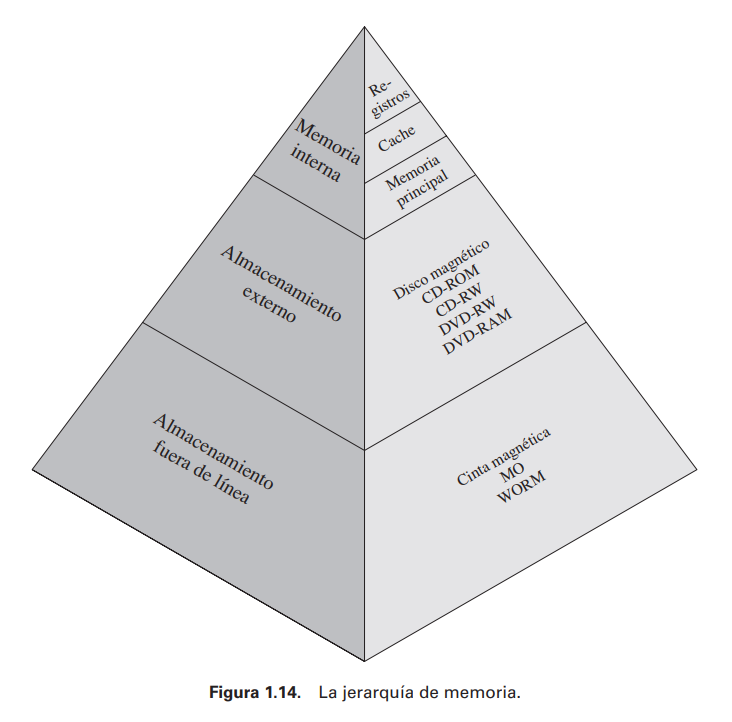 Memoria
interna
Re-
gistros
Cache
Memoria
principal
Almacenamiento
externo
Disco magnético
CD-ROM
CD-RW
DVD-RW
DVD-RAM
Almacenamiento
fuera de línea
Cinta magnética
MO
WORM
Figura 1.14. La jerarquía de memoria.